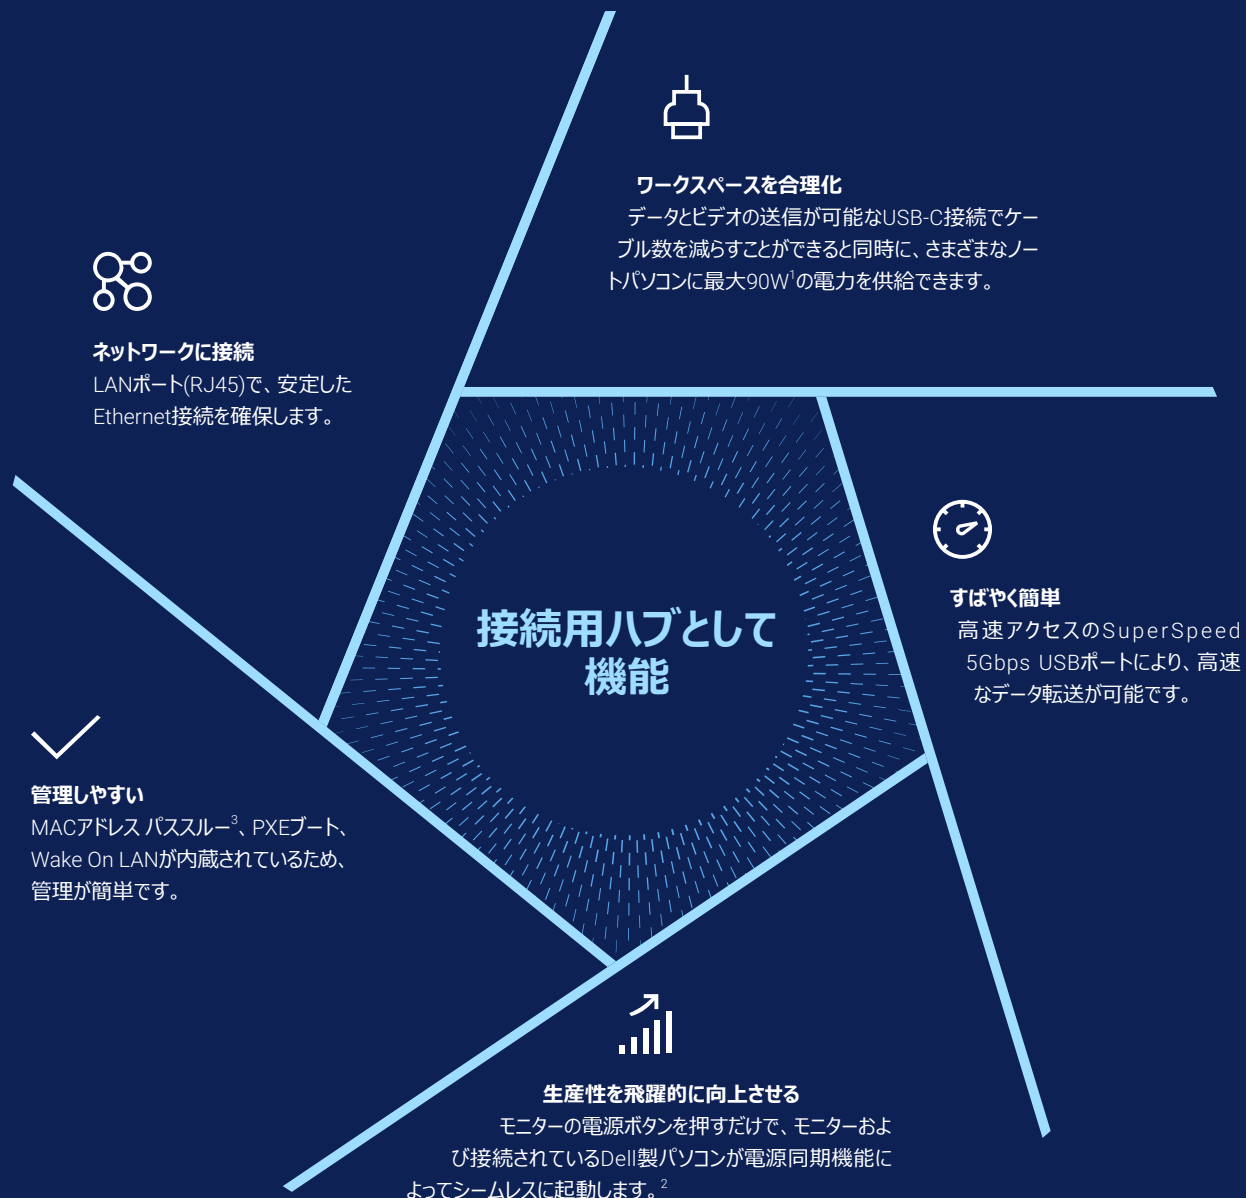 ワークスペースを合理化
データとビデオの送信が可能なUSB-C接続でケー
ブル数を減らすことができると同時に、さまざまなノー
トパソコンに最大90W¹の電力を供給できます。
ネットワークに接続
LANポート(RJ45)で、安定した
Ethernet接続を確保します。
すばやく簡単
高速アクセスのSuperSpeed
5Gbps USBポートにより、高速
なデータ転送が可能です。
接続用ハブとして
機能
管理しやすい
MACアドレス パススルー³、PXEブート、
Wake On LANが内蔵されているため、
管理が簡単です。
生産性を飛躍的に向上させる
モニターの電源ボタンを押すだけで、モニターおよ
び接続されているDell製パソコンが電源同期機能に
よってシームレスに起動します。²